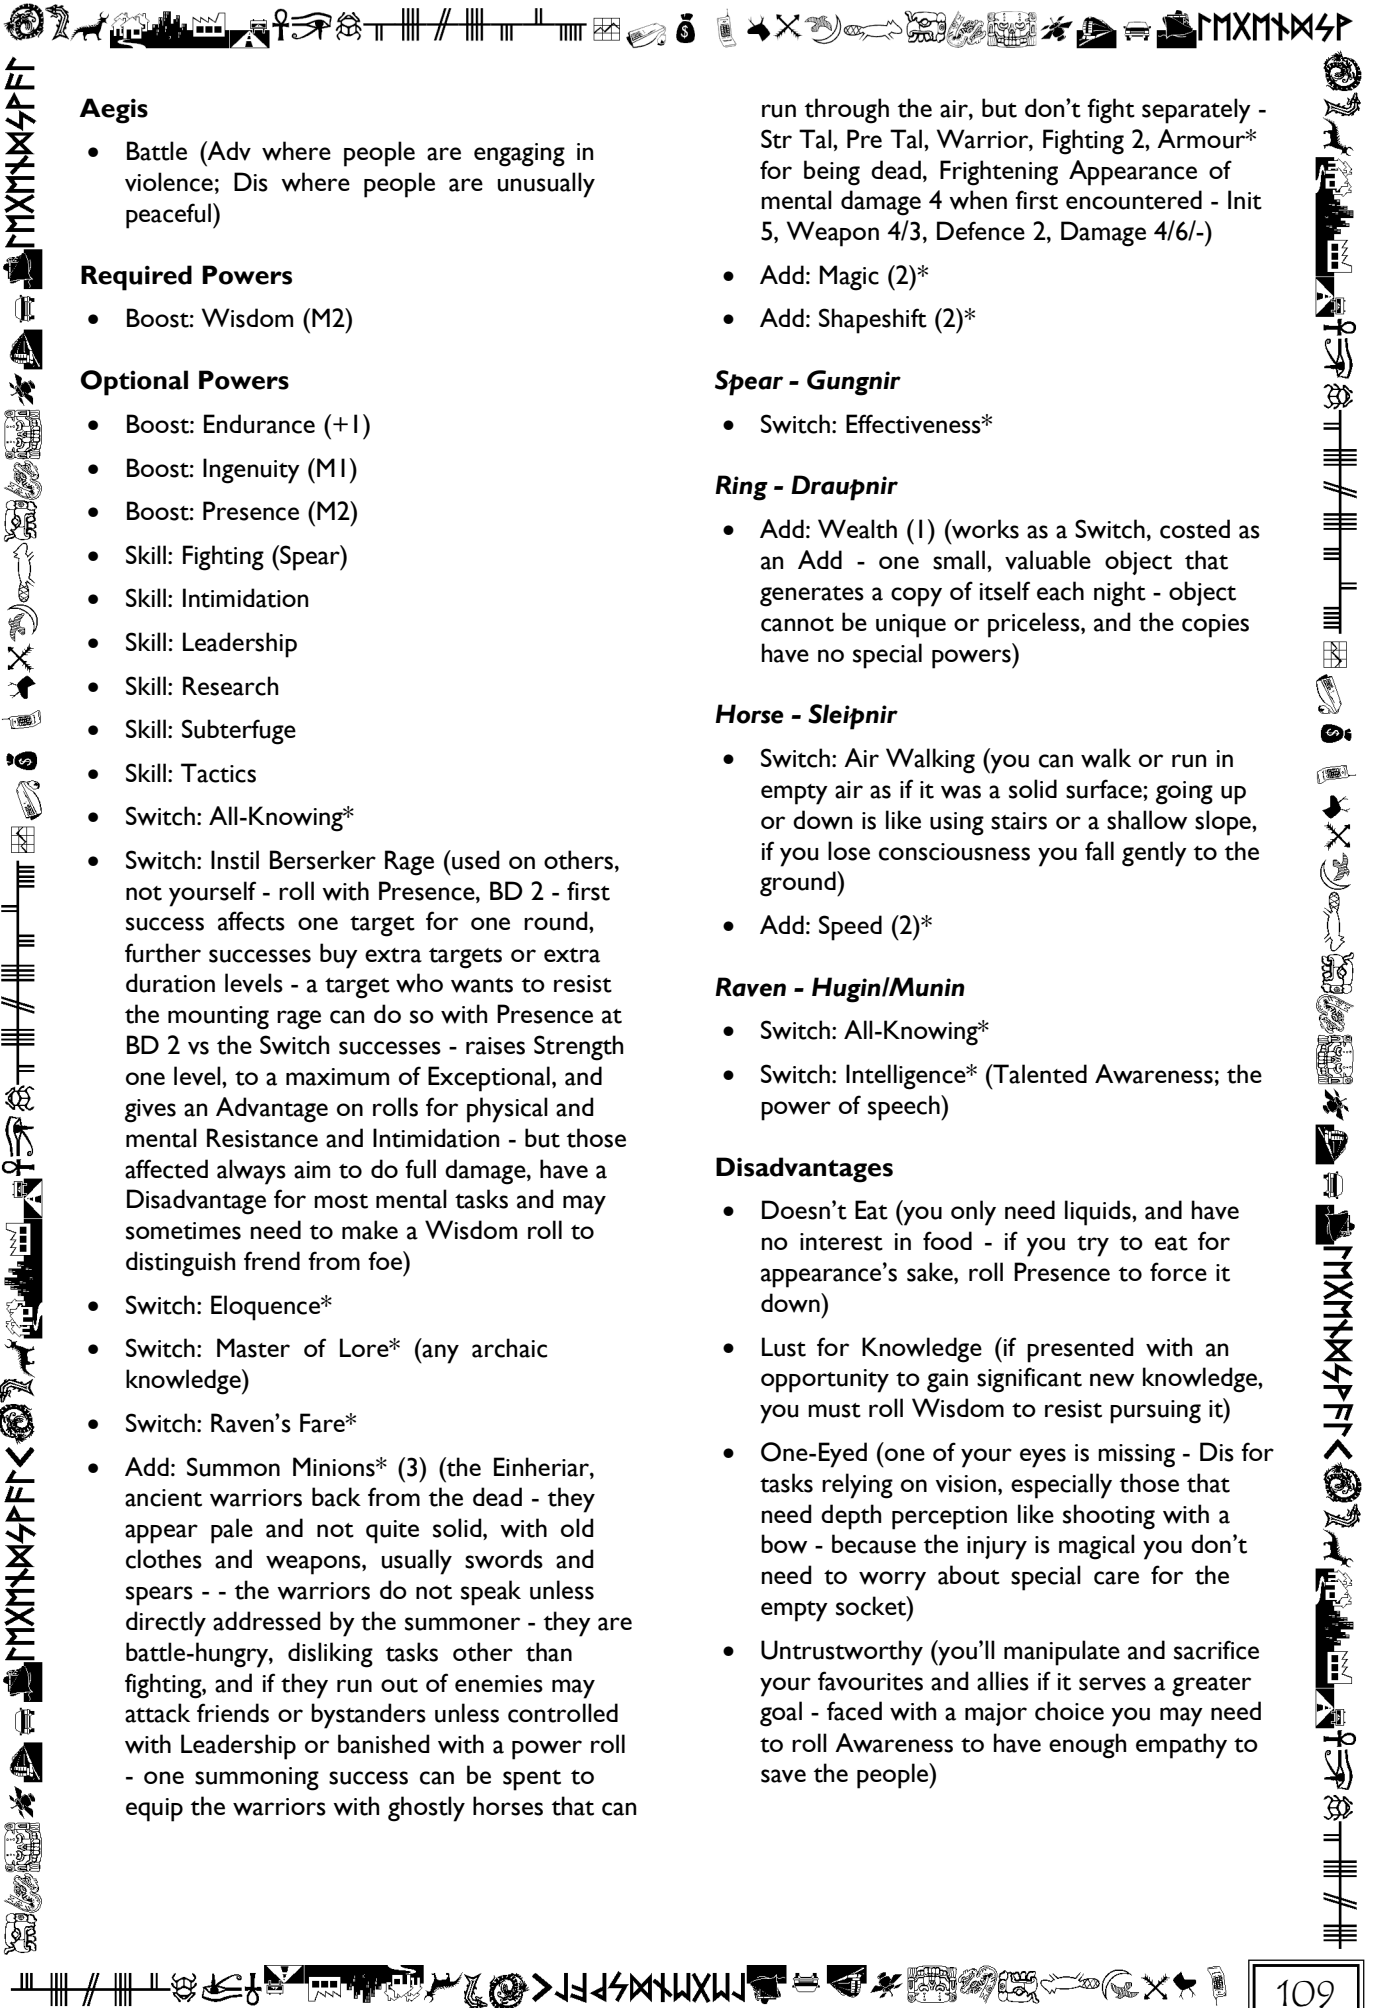 Aegis
• Battle (Adv where people are engaging in
violence; Dis where people are unusually
peaceful)
Required Powers
• Boost: Wisdom (M2)
Optional Powers
• Boost: Endurance (+1)
• Boost: Ingenuity (M1)
• Boost: Presence (M2)
• Skill: Fighting (Spear)
• Skill: Intimidation
• Skill: Leadership
• Skill: Research
• Skill: Subterfuge
• Skill: Tactics
• Switch: All-Knowing*
• Switch: Instil Berserker Rage (used on others,
not yourself - roll with Presence, BD 2 - first
success affects one target for one round,
further successes buy extra targets or extra
duration levels - a target who wants to resist
the mounting rage can do so with Presence at
BD 2 vs the Switch successes - raises Strength
one level, to a maximum of Exceptional, and
gives an Advantage on rolls for physical and
mental Resistance and Intimidation - but those
affected always aim to do full damage, have a
Disadvantage for most mental tasks and may
sometimes need to make a Wisdom roll to
distinguish frend from foe)
• Switch: Eloquence*
• Switch: Master of Lore* (any archaic
knowledge)
• Switch: Raven's Fare*
• Add: Summon Minions* (3) (the Einheriar,
ancient warriors back from the dead - they
appear pale and not quite solid, with old
clothes and weapons, usually swords and
spears - - the warriors do not speak unless
directly addressed by the summoner - they are
battle-hungry, disliking tasks other than
fighting, and if they run out of enemies may
attack friends or bystanders unless controlled
with Leadership or banished with a power roll
- one summoning success can be spent to
equip the warriors with ghostly horses that can
run through the air, but don't fight separately -
Str Tal, Pre Tal, Warrior, Fighting 2, Armour*
for being dead, Frightening Appearance of
mental damage 4 when first encountered - Init
5, Weapon 4/3, Defence 2, Damage 4/6/-)
• Add: Magic (2)*
• Add: Shapeshift (2)*
Spear - Gungnir
• Switch: Effectiveness*
Ring - Draupnir
• Add: Wealth (1) (works as a Switch, costed as
an Add - one small, valuable object that
generates a copy of itself each night - object
cannot be unique or priceless, and the copies
have no special powers)
Horse - Sleipnir
• Switch: Air Walking (you can walk or run in
empty air as if it was a solid surface; going up
or down is like using stairs or a shallow slope,
if you lose consciousness you fall gently to the
ground)
• Add: Speed (2)*
Raven - Hugin/Munin
• Switch: All-Knowing*
• Switch: Intelligence* (Talented Awareness; the
power of speech)
Disadvantages
• Doesn't Eat (you only need liquids, and have
no interest in food - if you try to eat for
appearance's sake, roll Presence to force it
down)
• Lust for Knowledge (if presented with an
opportunity to gain significant new knowledge,
you must roll Wisdom to resist pursuing it)
• One-Eyed (one of your eyes is missing - Dis for
tasks relying on vision, especially those that
need depth perception like shooting with a
bow - because the injury is magical you don't
need to worry about special care for the
empty socket)
• Untrustworthy (you'll manipulate and sacrifice
your favourites and allies if it serves a greater
goal - faced with a major choice you may need
to roll Awareness to have enough empathy to
save the people)
109